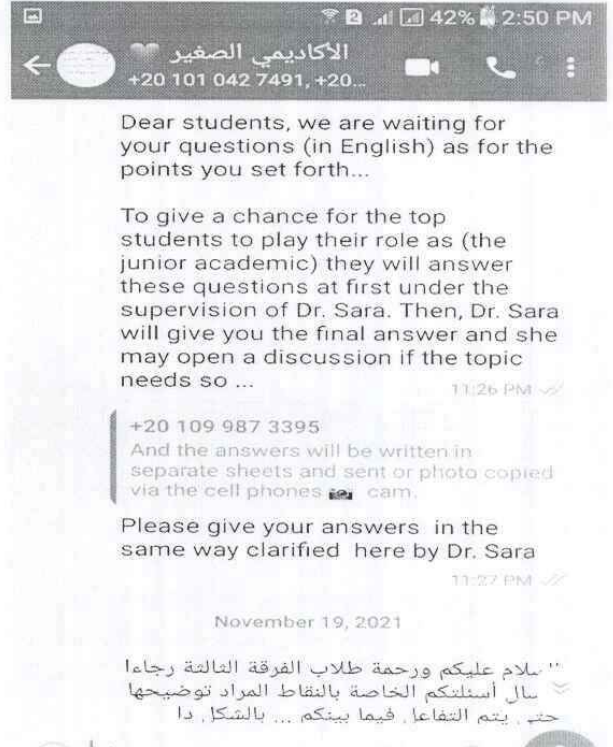 42% 2:50 PM
الأكاديمي الصغير
+20 101 042 7491, +20...
Dear students, we are waiting for
your questions (in English) as for the
points you set forth...
To give a chance for the top
students to play their role as (the
junior academic) they will answer
these questions at first under the
supervision of Dr. Sara. Then, Dr. Sara
will give you the final answer and she
may open a discussion if the topic
needs so ...
11:26 PM
+20 109 987 3395
And the answers will be written in
separate sheets and sent or photo copied
via the cell phones 📷 cam.
Please give your answers in the
same way clarified here by Dr. Sara
11:27 PM
November 19, 2021
عليكم ورحمة طلاب الفرقة الثالثة رجاءا
أسئلتكم الخاصة بالنقاط المراد توضيحها
حتى يتم التفاعل فيما بينكم ... بالشكل دا